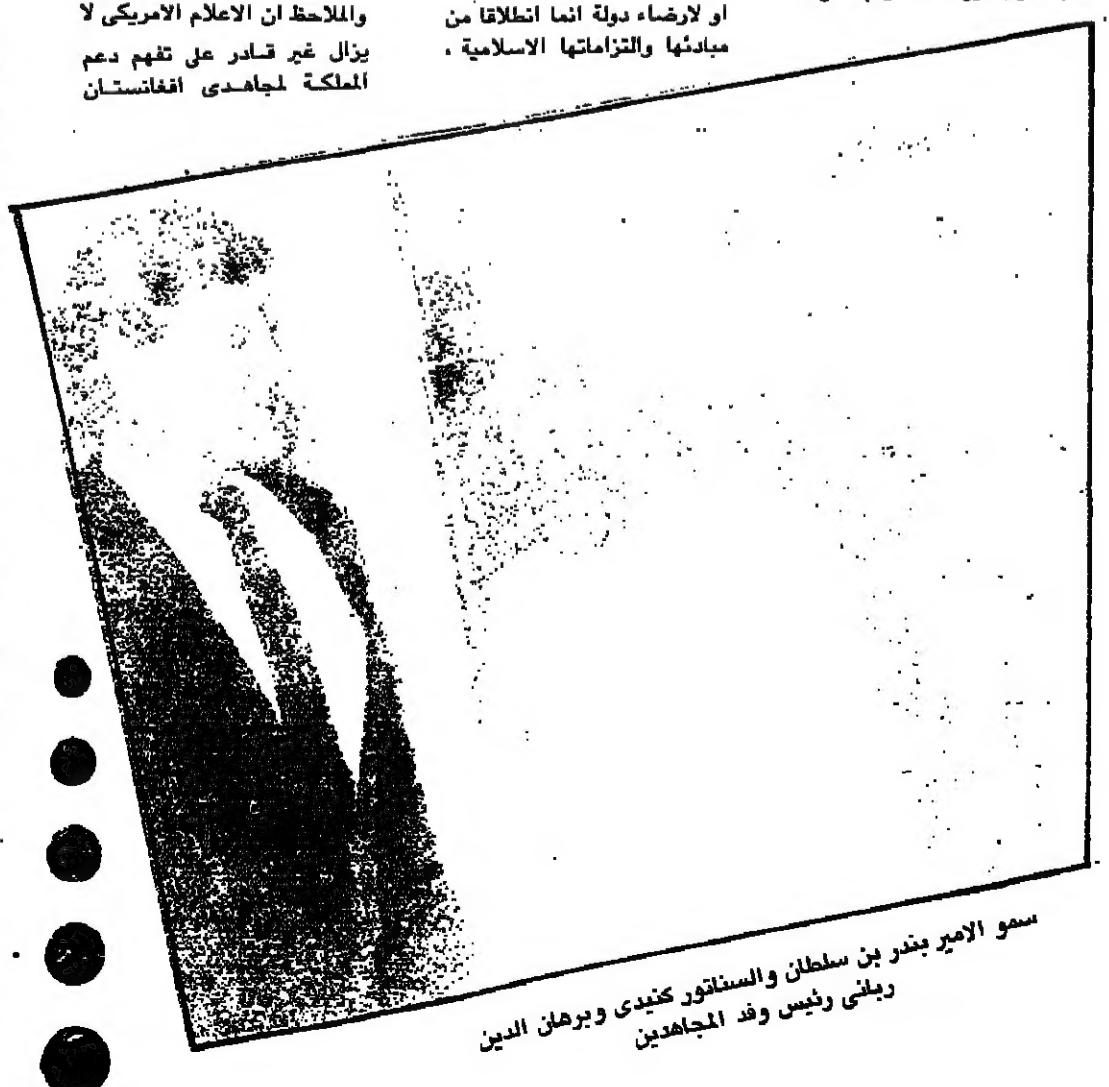 والملاحظ ان الاعلام الامريكى لا
يزال غير قادر على تفهم دعم
المملكة لمجاهدى افغانستان
او لارضاء دولة انما انطلاقا من
مبادئها والتزاماتها الاسلامية .
سمو الامير بندر بن سلطان والسناتور كنيدى وبرهان الدين
ربانى رئيس وفد المجاهدين